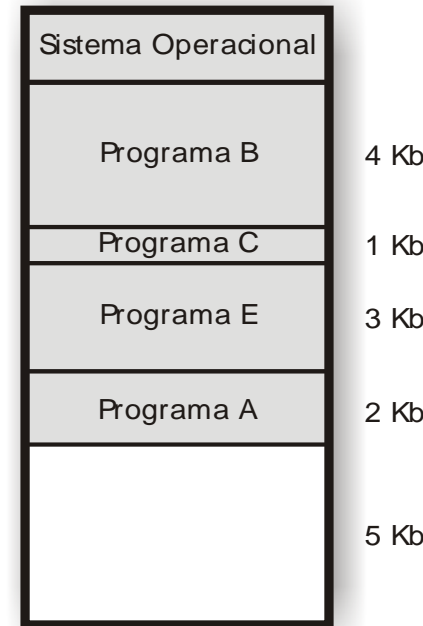 Sistema Operacional
Programa B 4 Kb
Programa C 1 Kb
Programa E 3 Kb
Programa A 2 Kb
5 Kb